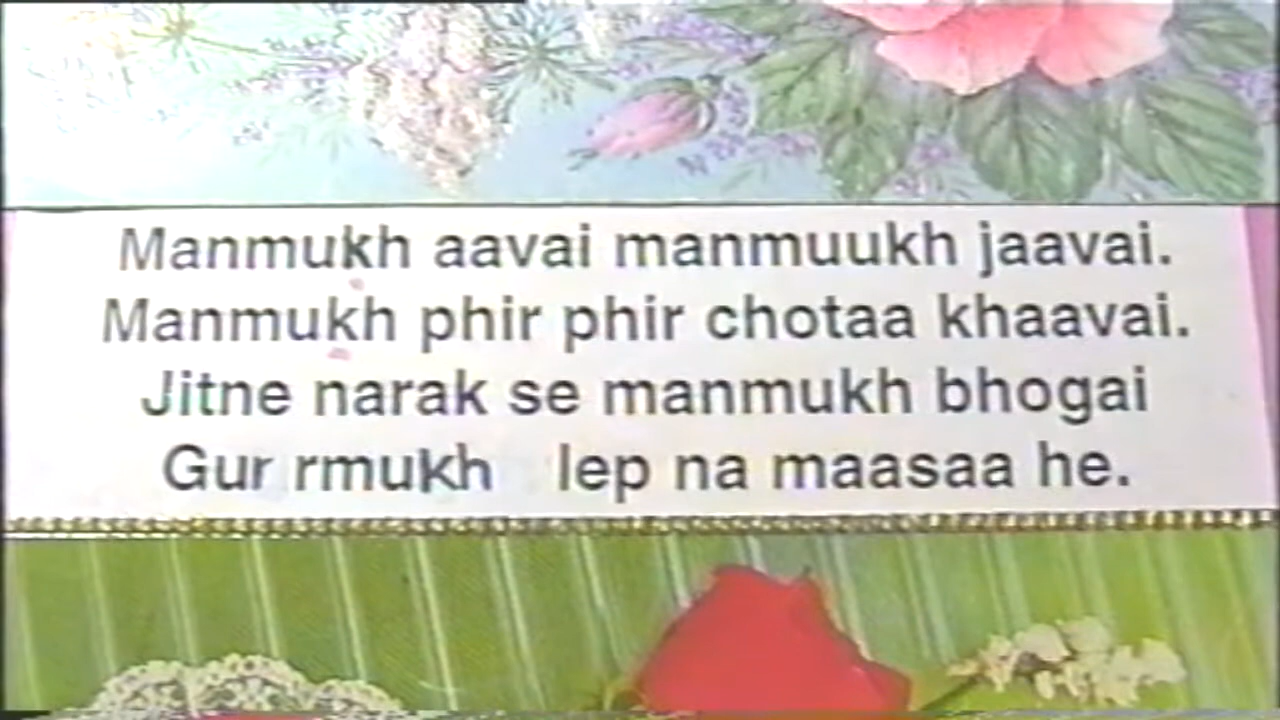 Manmukh aavai manmuukh jaavai.
Manmukh phir phir chotaa khaavai.
Jitne narak se manmukh bhogai
Gur rmukh lep na maasaa he.